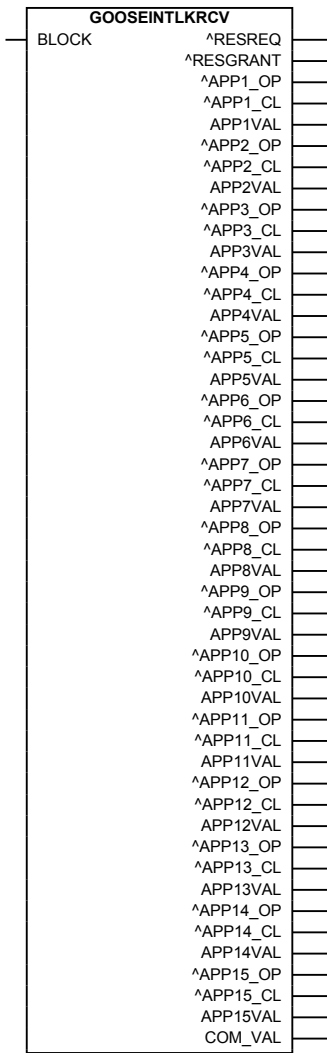 GOOSEINTLKRCV
BLOCK ^RESREQ
^RESGRANT
^APP1_OP
^APP1_CL
APP1VAL
^APP2_OP
^APP2_CL
APP2VAL
^APP3_OP
^APP3_CL
APP3VAL
^APP4_OP
^APP4_CL
APP4VAL
^APP5_OP
^APP5_CL
APP5VAL
^APP6_OP
^APP6_CL
APP6VAL
^APP7_OP
^APP7_CL
APP7VAL
^APP8_OP
^APP8_CL
APP8VAL
^APP9_OP
^APP9_CL
APP9VAL
^APP10_OP
^APP10_CL
APP10VAL
^APP11_OP
^APP11_CL
APP11VAL
^APP12_OP
^APP12_CL
APP12VAL
^APP13_OP
^APP13_CL
APP13VAL
^APP14_OP
^APP14_CL
APP14VAL
^APP15_OP
^APP15_CL
APP15VAL
COM_VAL